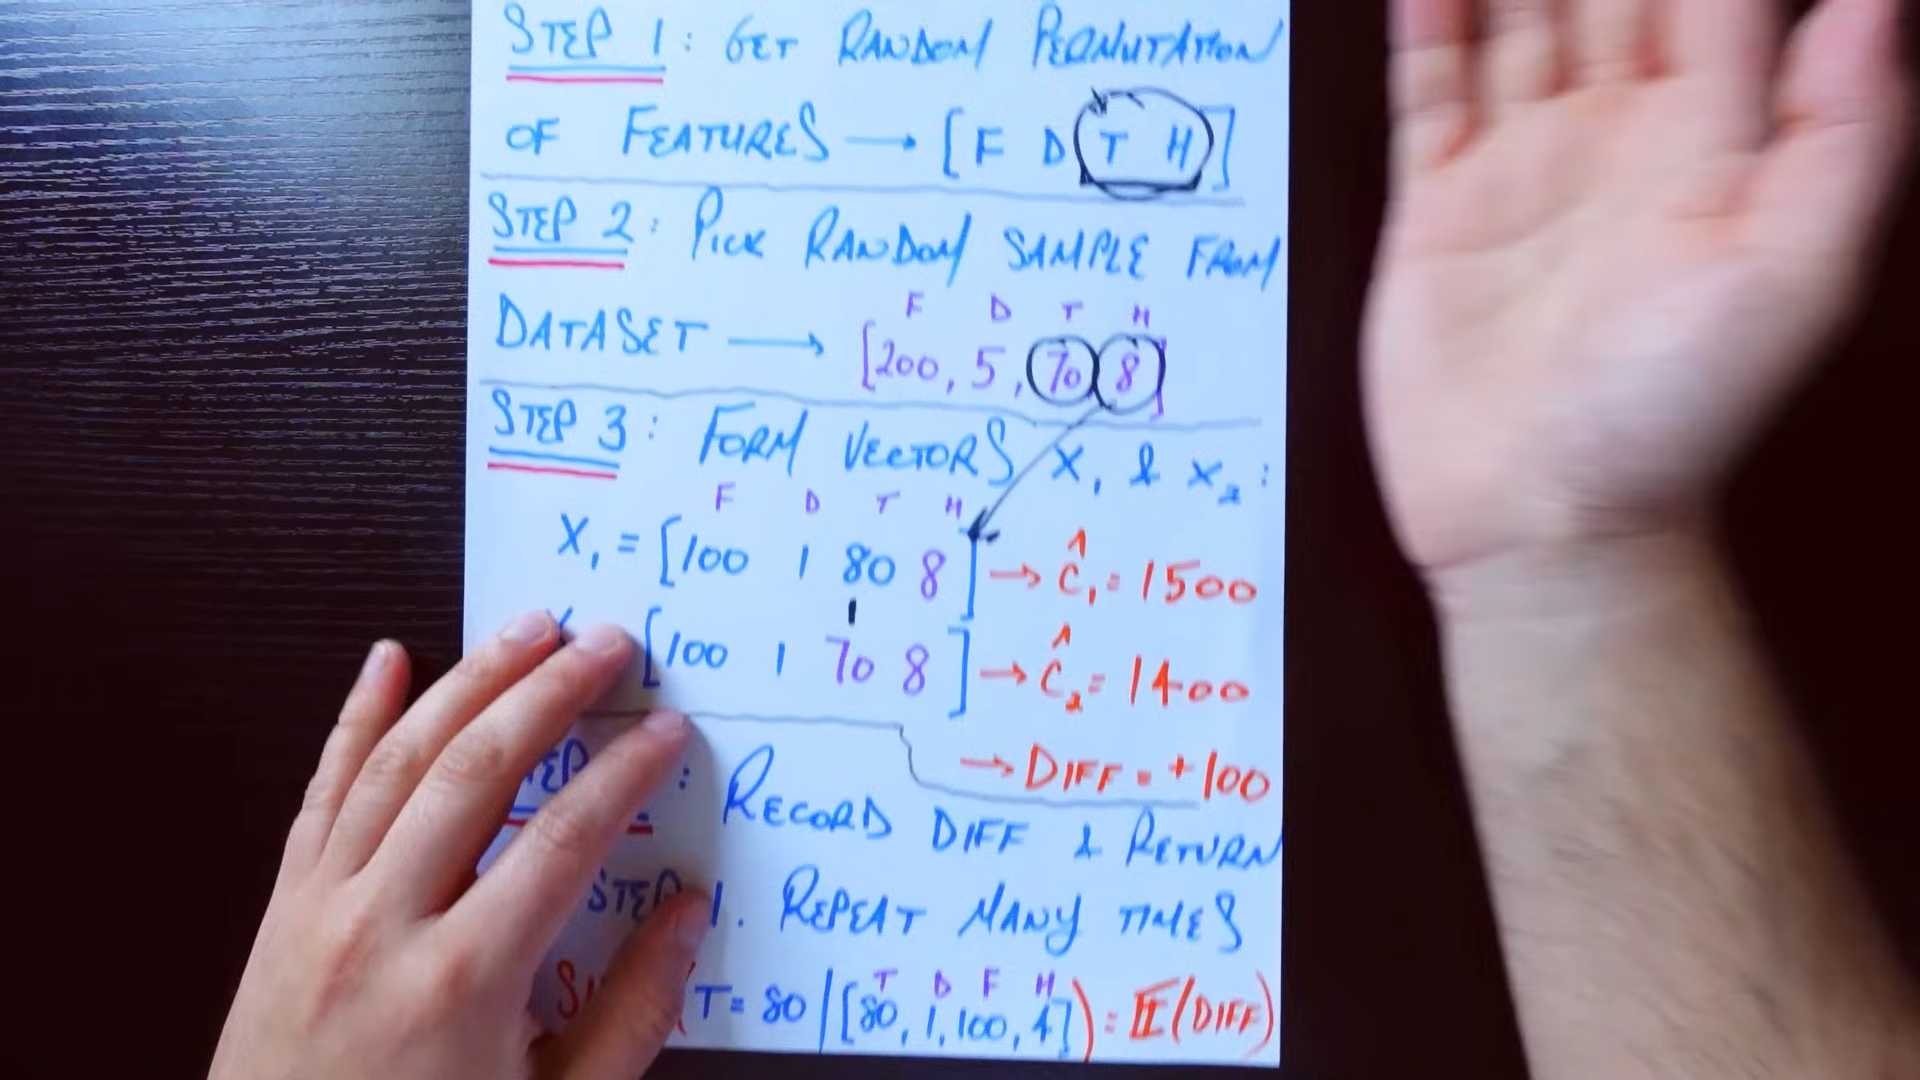 STEP 1: GET RANDOM PERMUTATION
OF FEATURES → [F D T H]
STEP 2: PICK RANDOM SAMPLE FROM
F D T H
DATASET → [200, 5, 70 8]
STEP 3: FORM VECTORS X₁ & X₂:
F D T H
X₁ = [100 1 80 8] → Ĉ₁ = 1500
[100 1 70 8] → Ĉ₂ = 1400
→ DIFF = +100
: RECORD DIFF & RETURN
STEP 1. REPEAT MANY TIMES
T D F H
(T = 80 | [80, 1, 100, 4]) = E(DIFF)